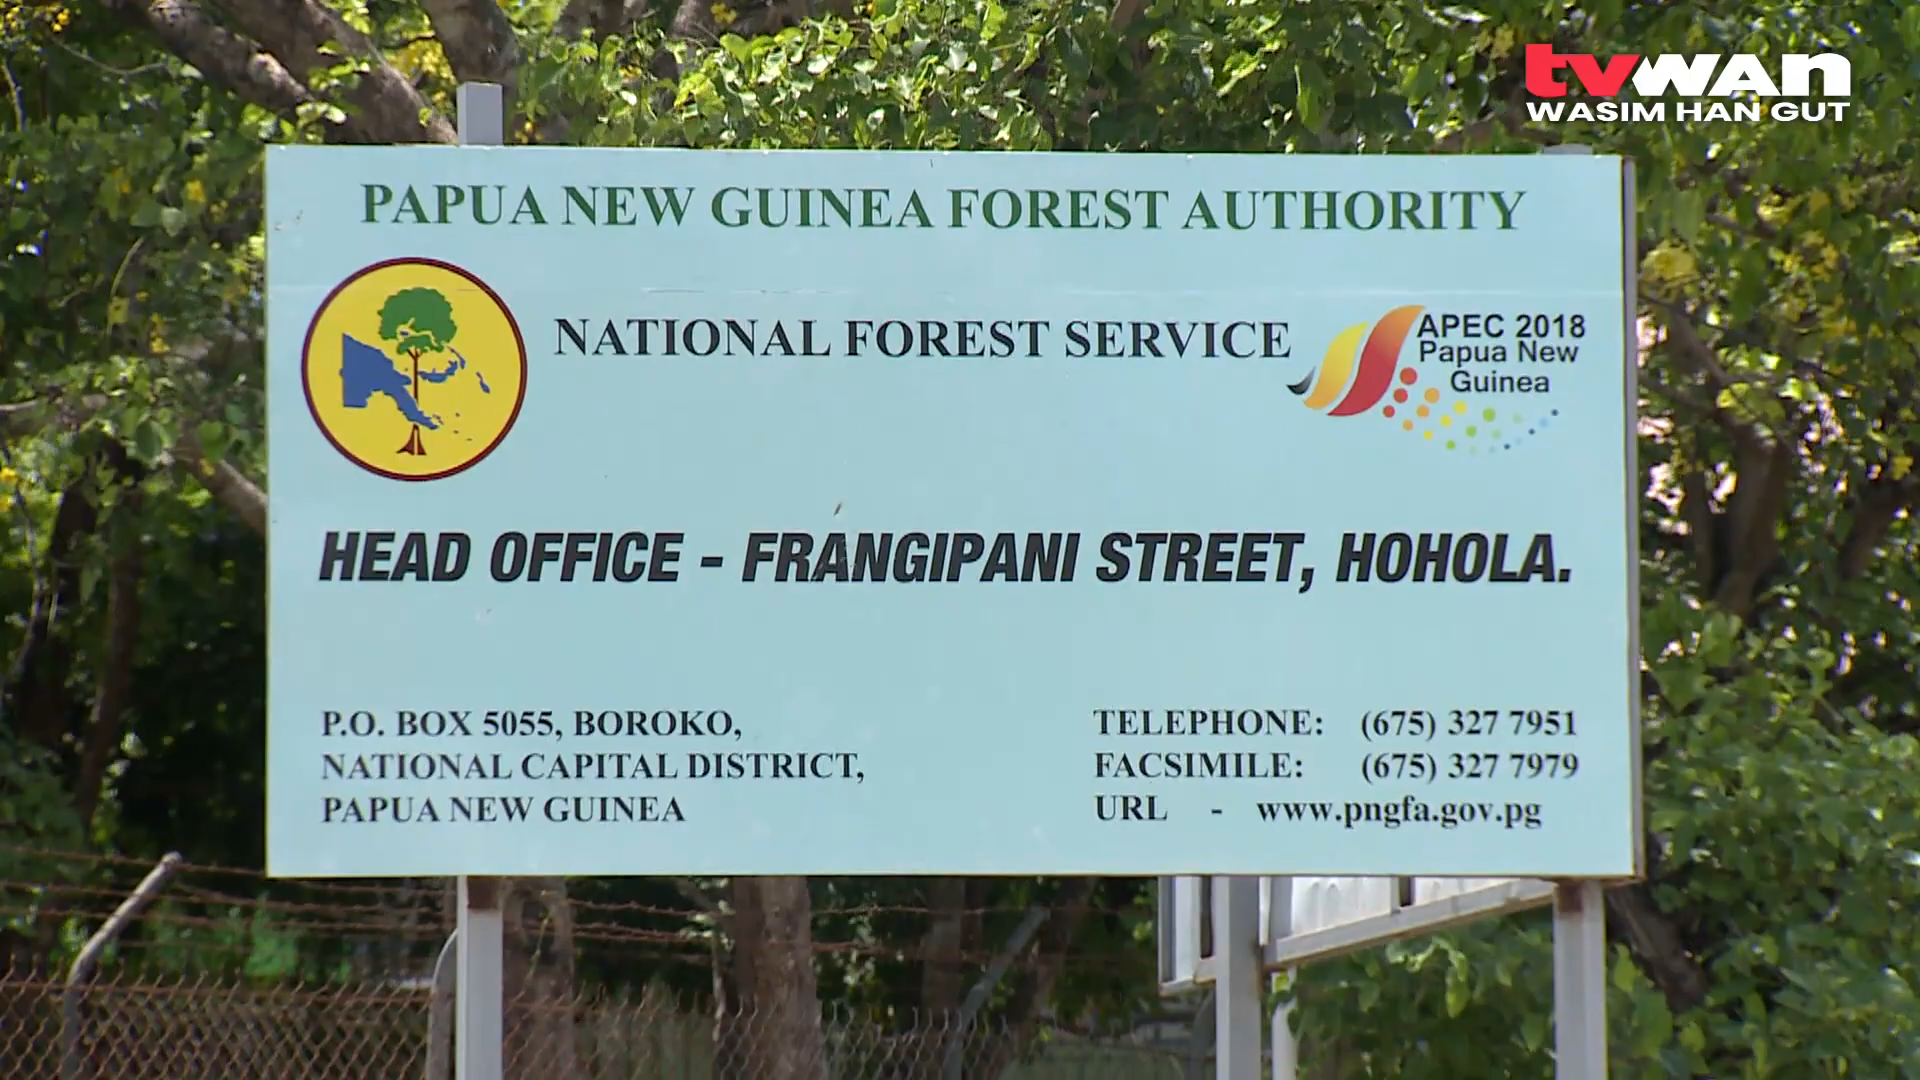 tvwan
WASIM HAN GUT
PAPUA NEW GUINEA FOREST AUTHORITY
NATIONAL FOREST SERVICE
APEC 2018
Papua New
Guinea
HEAD OFFICE - FRANGIPANI STREET, HOHOLA.
P.O. BOX 5055, BOROKO,
NATIONAL CAPITAL DISTRICT,
PAPUA NEW GUINEA
TELEPHONE: (675) 327 7951
FACSIMILE: (675) 327 7979
URL - www.pngfa.gov.pg